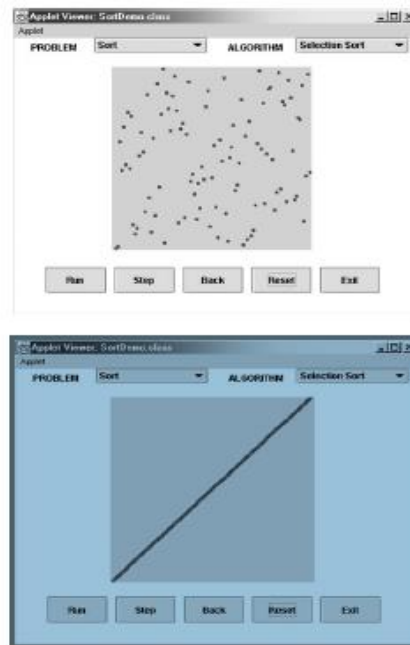 Applet Viewer: SortDemo.class
Applet
PROBLEM Sort ALGORITHM Selection Sort
Run Step Back Reset Exit
Applet Viewer: SortDemo.class
Applet
PROBLEM Sort ALGORITHM Selection Sort
Run Step Back Reset Exit